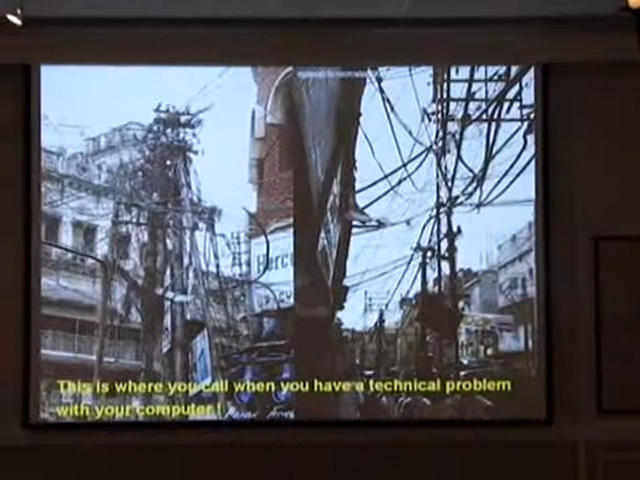 This is where you call when you have a technical problem
with your computer !